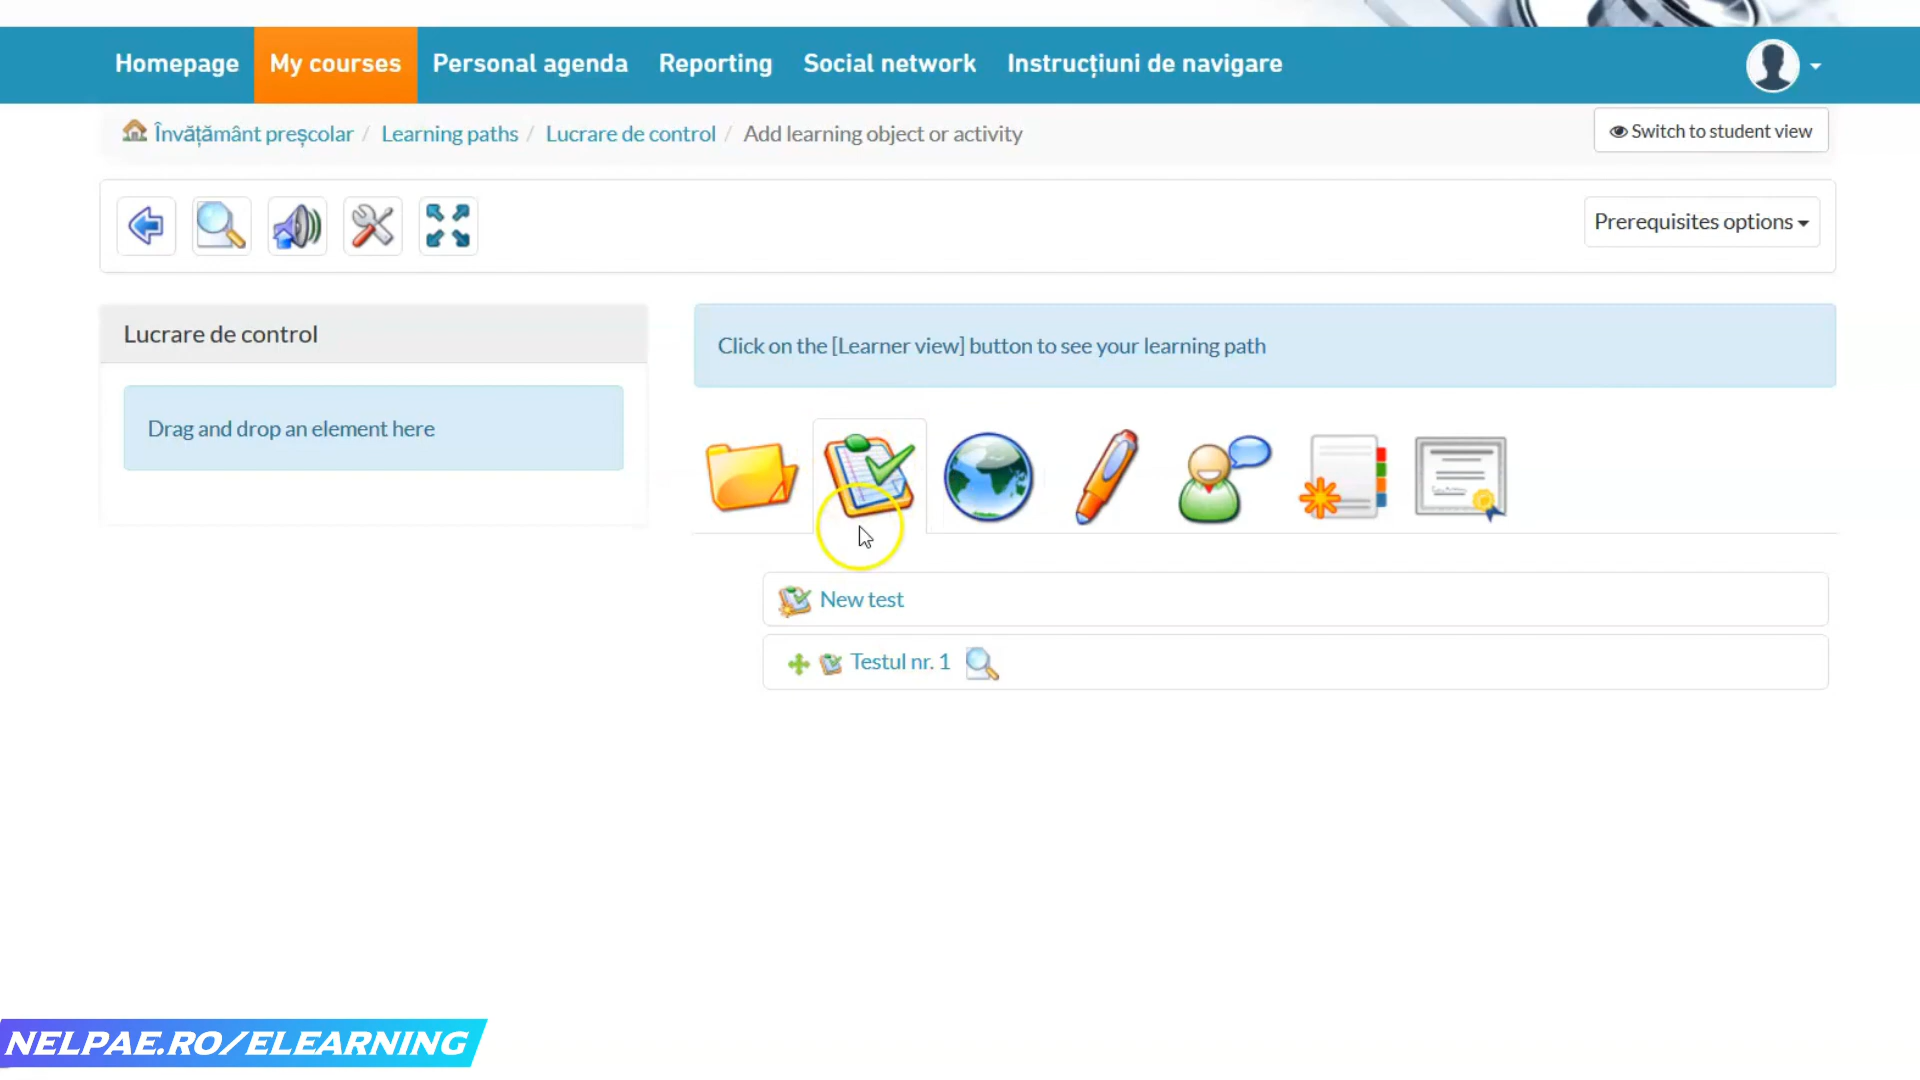 Homepage My courses Personal agenda Reporting Social network Instrucțiuni de navigare
Învățământ preșcolar / Learning paths / Lucrare de control / Add learning object or activity
Switch to student view
Prerequisites options
Lucrare de control
Drag and drop an element here
Click on the [Learner view] button to see your learning path
New test
Testul nr. 1
NELPAE.RO/ELEARNING